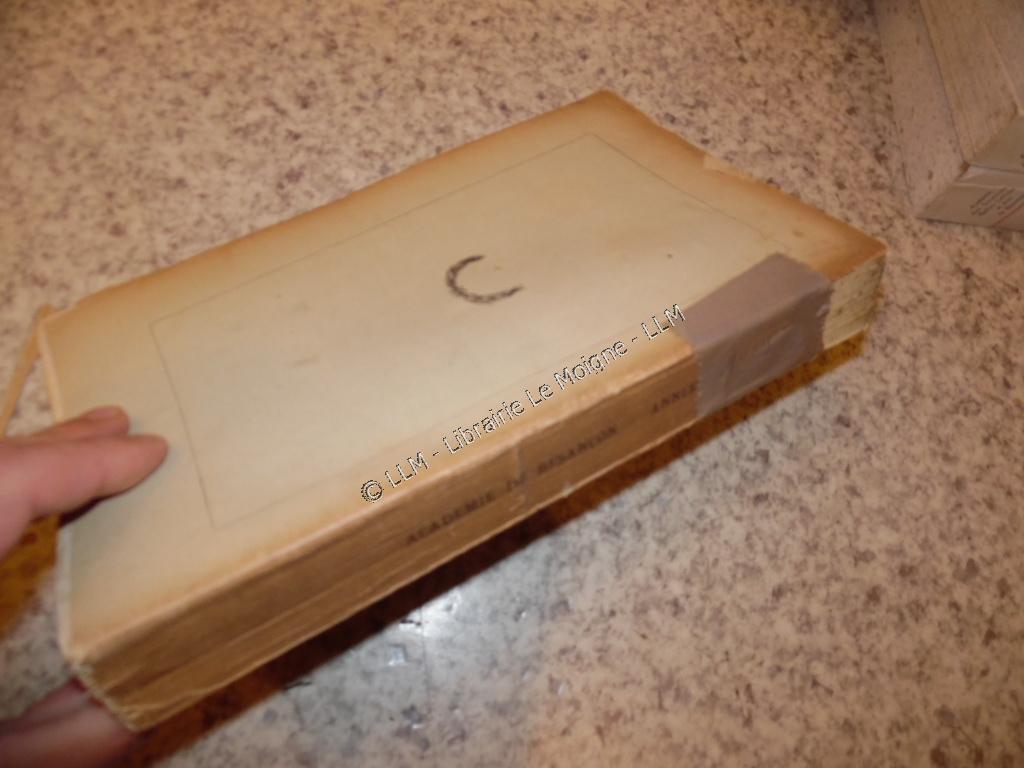 © LLM - Librairie Le Moigne - LLM
ACADEMIE DE BESANÇON